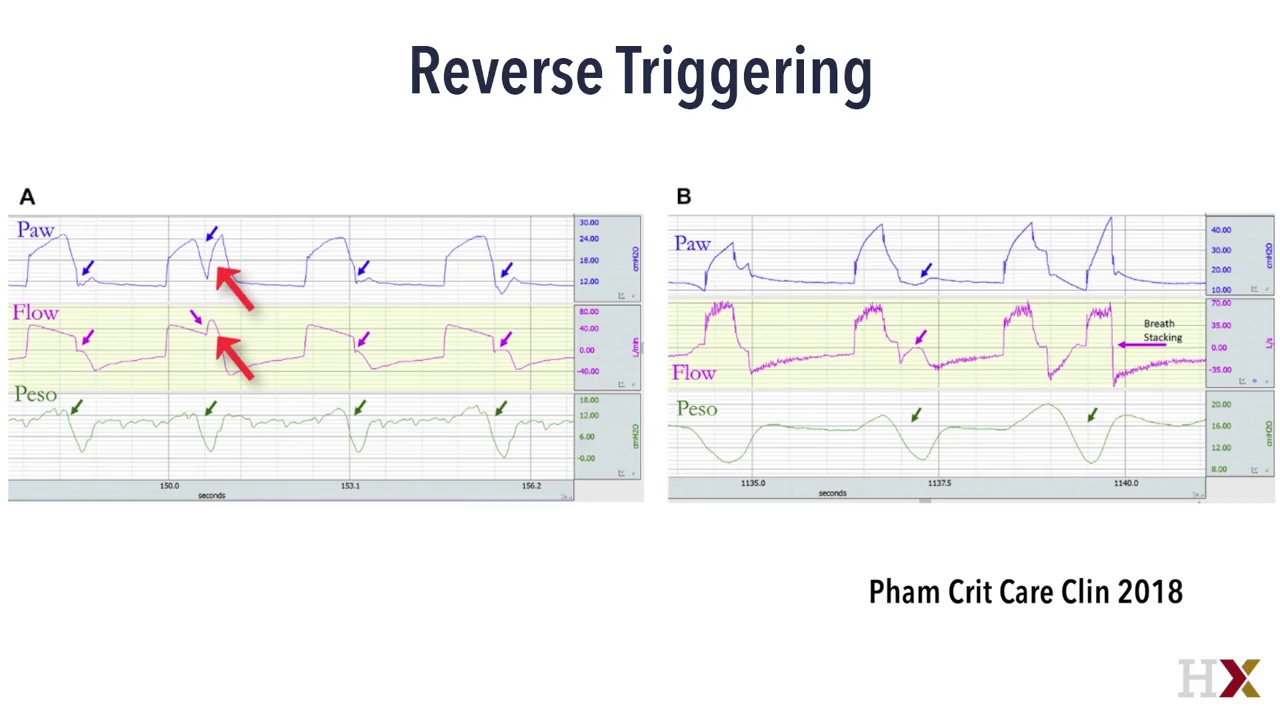 Reverse Triggering
A
Paw
30.00
24.00
18.00
12.00
cmH2O
Flow
80.00
40.00
0.00
-40.00
L/min
Peso
18.00
12.00
6.00
-0.00
cmH2O
150.0
153.1
156.2
seconds
B
Paw
40.00
30.00
20.00
10.00
cmH2O
Flow
70.00
35.00
0.00
-35.00
L/s
Breath
Stacking
Peso
20.00
16.00
12.00
8.00
cmH2O
1135.0
1137.5
1140.0
seconds
Pham Crit Care Clin 2018
HX